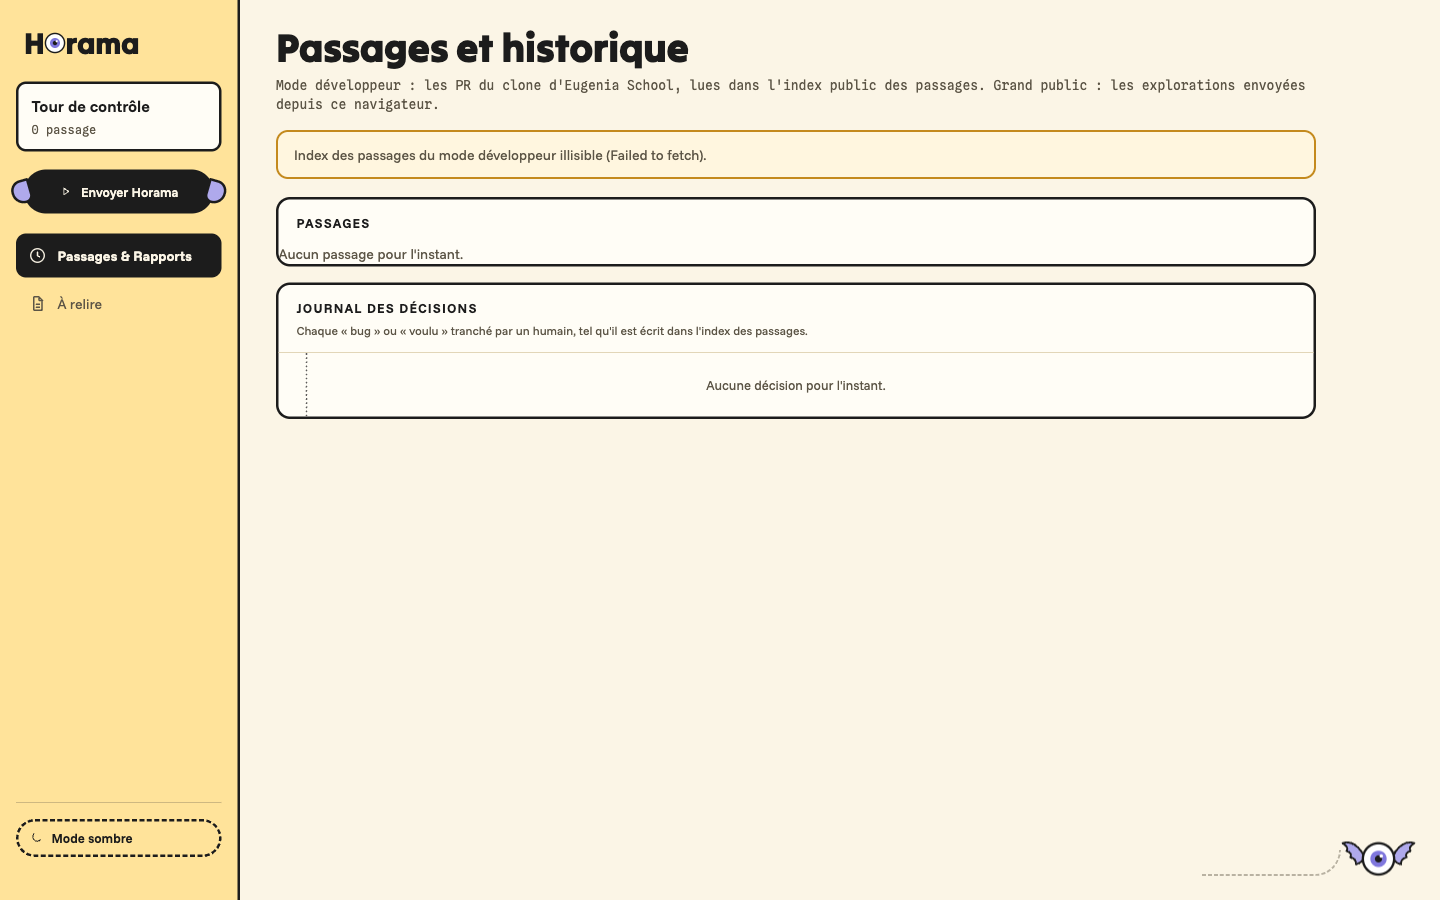 Horama
Tour de contrôle
0 passage
Envoyer Horama
Passages & Rapports
À relire
Mode sombre
Passages et historique
Mode développeur : les PR du clone d'Eugenia School, lues dans l'index public des passages. Grand public : les explorations envoyées
depuis ce navigateur.
Index des passages du mode développeur illisible (Failed to fetch).
PASSAGES
Aucun passage pour l'instant.
JOURNAL DES DÉCISIONS
Chaque « bug » ou « voulu » tranché par un humain, tel qu'il est écrit dans l'index des passages.
Aucune décision pour l'instant.